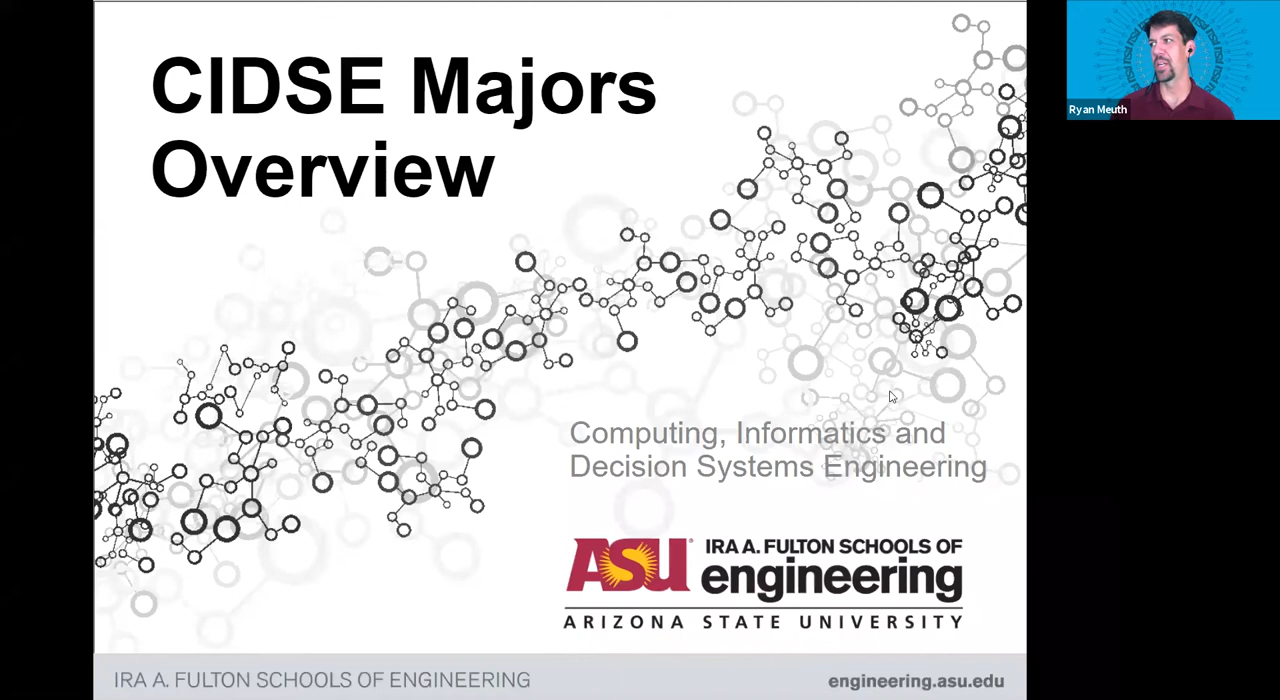 CIDSE Majors
Overview
Ryan Meuth
Computing, Informatics and
Decision Systems Engineering
ASU
IRA A. FULTON SCHOOLS OF
engineering
ARIZONA STATE UNIVERSITY
IRA A. FULTON SCHOOLS OF ENGINEERING
engineering.asu.edu